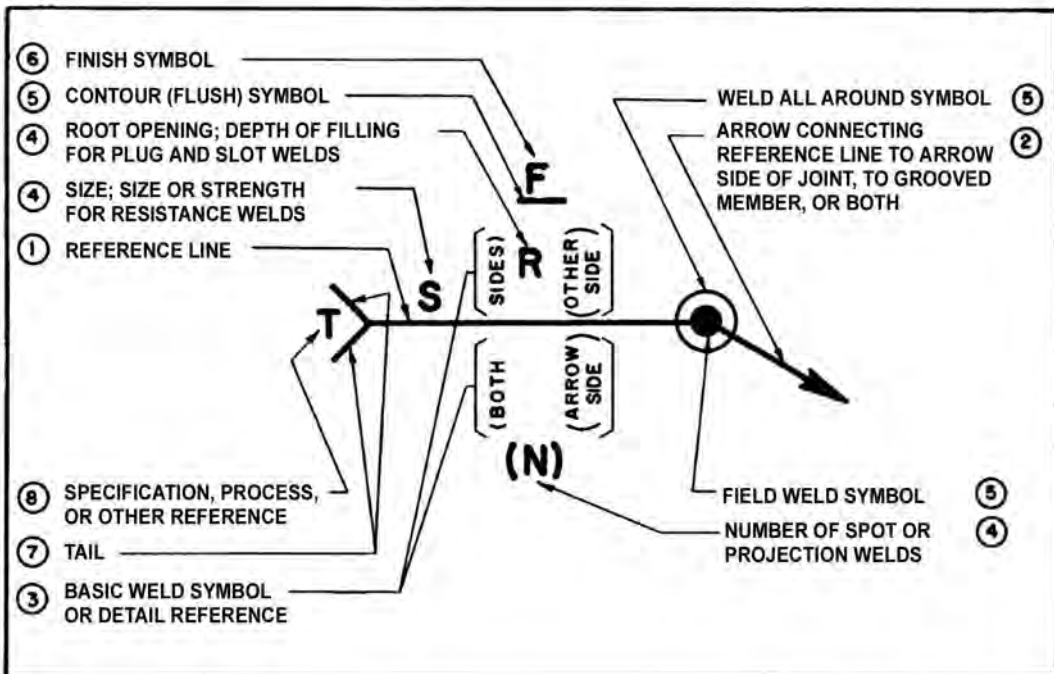 6 FINISH SYMBOL
5 CONTOUR (FLUSH) SYMBOL
4 ROOT OPENING; DEPTH OF FILLING
FOR PLUG AND SLOT WELDS
4 SIZE; SIZE OR STRENGTH
FOR RESISTANCE WELDS
1 REFERENCE LINE
T
S
F
R
(N)
(BOTH
SIDES)
(ARROW
SIDE)
(OTHER
SIDE)
8 SPECIFICATION, PROCESS,
OR OTHER REFERENCE
7 TAIL
3 BASIC WELD SYMBOL
OR DETAIL REFERENCE
WELD ALL AROUND SYMBOL 5
ARROW CONNECTING 2
REFERENCE LINE TO ARROW
SIDE OF JOINT, TO GROOVED
MEMBER, OR BOTH
FIELD WELD SYMBOL 5
NUMBER OF SPOT OR 4
PROJECTION WELDS